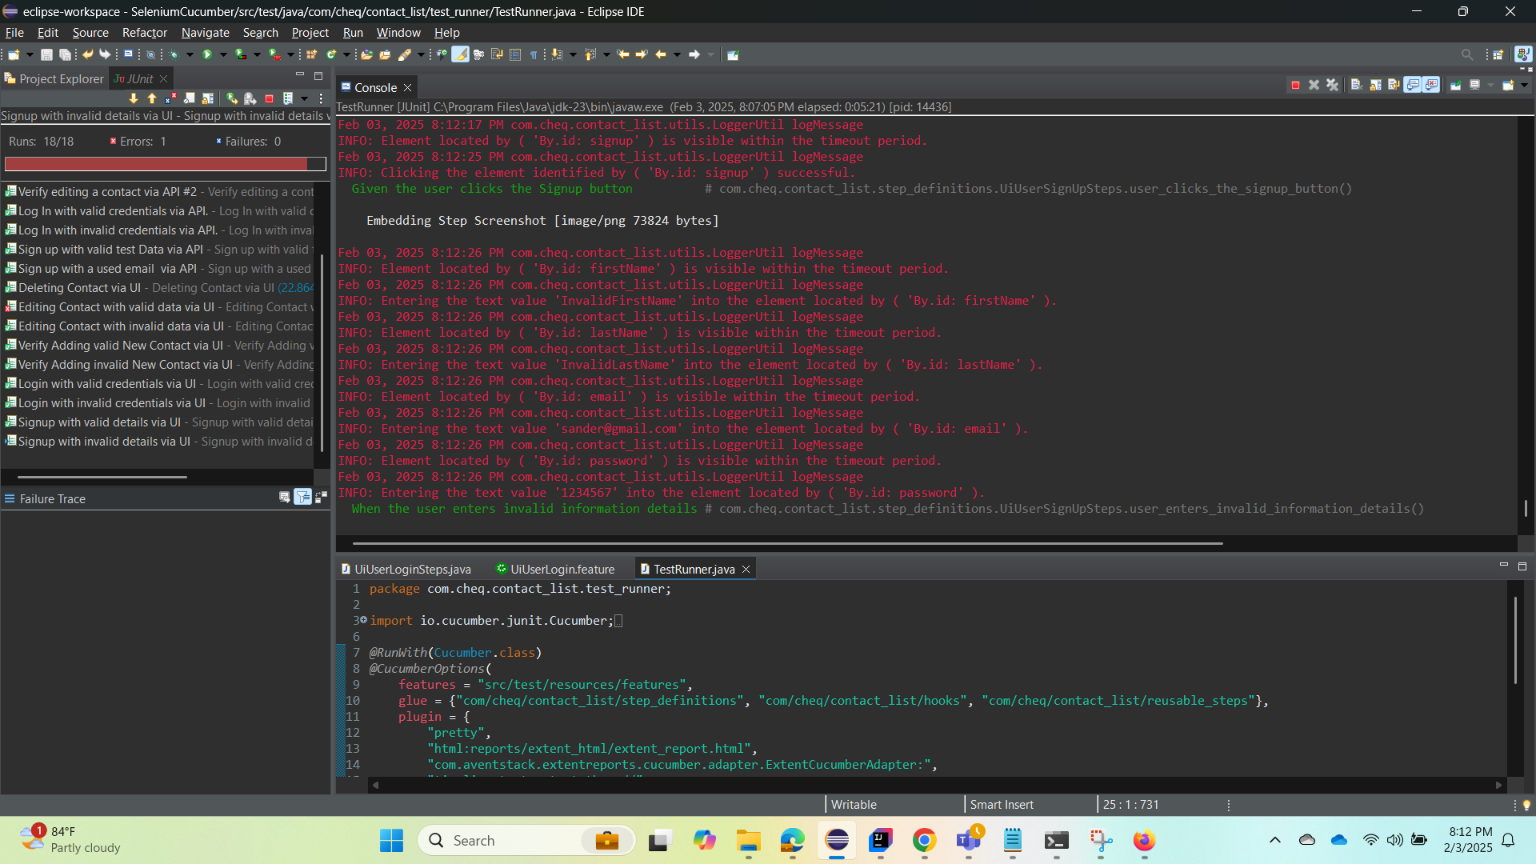 eclipse-workspace - SeleniumCucumber/src/test/java/com/cheq/contact_list/test_runner/TestRunner.java - Eclipse IDE
File Edit Source Refactor Navigate Search Project Run Window Help
Project Explorer JUnit
Signup with invalid details via UI - Signup with invalid details v
Runs: 18/18 Errors: 1 Failures: 0
Verify editing a contact via API #2 - Verify editing a cont
Log In with valid credentials via API. - Log In with valid c
Log In with invalid credentials via API. - Log In with inva
Sign up with valid test Data via API - Sign up with valid
Sign up with a used email via API - Sign up with a used
Deleting Contact via UI - Deleting Contact via UI (22.864
Editing Contact with valid data via UI - Editing Contact
Editing Contact with invalid data via UI - Editing Contac
Verify Adding valid New Contact via UI - Verify Adding v
Verify Adding invalid New Contact via UI - Verify Adding
Login with valid credentials via UI - Login with valid cred
Login with invalid credentials via UI - Login with invalid
Signup with valid details via UI - Signup with valid detai
Signup with invalid details via UI - Signup with invalid d
Failure Trace
Console
TestRunner [JUnit] C:\Program Files\Java\jdk-23\bin\javaw.exe (Feb 3, 2025, 8:07:05 PM elapsed: 0:05:21) [pid: 14436]
Feb 03, 2025 8:12:17 PM com.cheq.contact_list.utils.LoggerUtil logMessage
INFO: Element located by ( 'By.id: signup' ) is visible within the timeout period.
Feb 03, 2025 8:12:25 PM com.cheq.contact_list.utils.LoggerUtil logMessage
INFO: Clicking the element identified by ( 'By.id: signup' ) successful.
Given the user clicks the Signup button # com.cheq.contact_list.step_definitions.UiUserSignUpSteps.user_clicks_the_signup_button()
Embedding Step Screenshot [image/png 73824 bytes]
Feb 03, 2025 8:12:26 PM com.cheq.contact_list.utils.LoggerUtil logMessage
INFO: Element located by ( 'By.id: firstName' ) is visible within the timeout period.
Feb 03, 2025 8:12:26 PM com.cheq.contact_list.utils.LoggerUtil logMessage
INFO: Entering the text value 'InvalidFirstName' into the element located by ( 'By.id: firstName' ).
Feb 03, 2025 8:12:26 PM com.cheq.contact_list.utils.LoggerUtil logMessage
INFO: Element located by ( 'By.id: lastName' ) is visible within the timeout period.
Feb 03, 2025 8:12:26 PM com.cheq.contact_list.utils.LoggerUtil logMessage
INFO: Entering the text value 'InvalidLastName' into the element located by ( 'By.id: lastName' ).
Feb 03, 2025 8:12:26 PM com.cheq.contact_list.utils.LoggerUtil logMessage
INFO: Element located by ( 'By.id: email' ) is visible within the timeout period.
Feb 03, 2025 8:12:26 PM com.cheq.contact_list.utils.LoggerUtil logMessage
INFO: Entering the text value 'sander@gmail.com' into the element located by ( 'By.id: email' ).
Feb 03, 2025 8:12:26 PM com.cheq.contact_list.utils.LoggerUtil logMessage
INFO: Element located by ( 'By.id: password' ) is visible within the timeout period.
Feb 03, 2025 8:12:26 PM com.cheq.contact_list.utils.LoggerUtil logMessage
INFO: Entering the text value '1234567' into the element located by ( 'By.id: password' ).
When the user enters invalid information details # com.cheq.contact_list.step_definitions.UiUserSignUpSteps.user_enters_invalid_information_details()
UiUserLoginSteps.java UiUserLogin.feature TestRunner.java
1 package com.cheq.contact_list.test_runner;
2
3 import io.cucumber.junit.Cucumber;
6
7 @RunWith(Cucumber.class)
8 @CucumberOptions(
9 features = "src/test/resources/features",
10 glue = {"com/cheq/contact_list/step_definitions", "com/cheq/contact_list/hooks", "com/cheq/contact_list/reusable_steps"},
11 plugin = {
12 "pretty",
13 "html:reports/extent_html/extent_report.html",
14 "com.aventstack.extentreports.cucumber.adapter.ExtentCucumberAdapter:",
Writable Smart Insert 25 : 1 : 731
1
84°F
Partly cloudy
Search
8:12 PM
2/3/2025